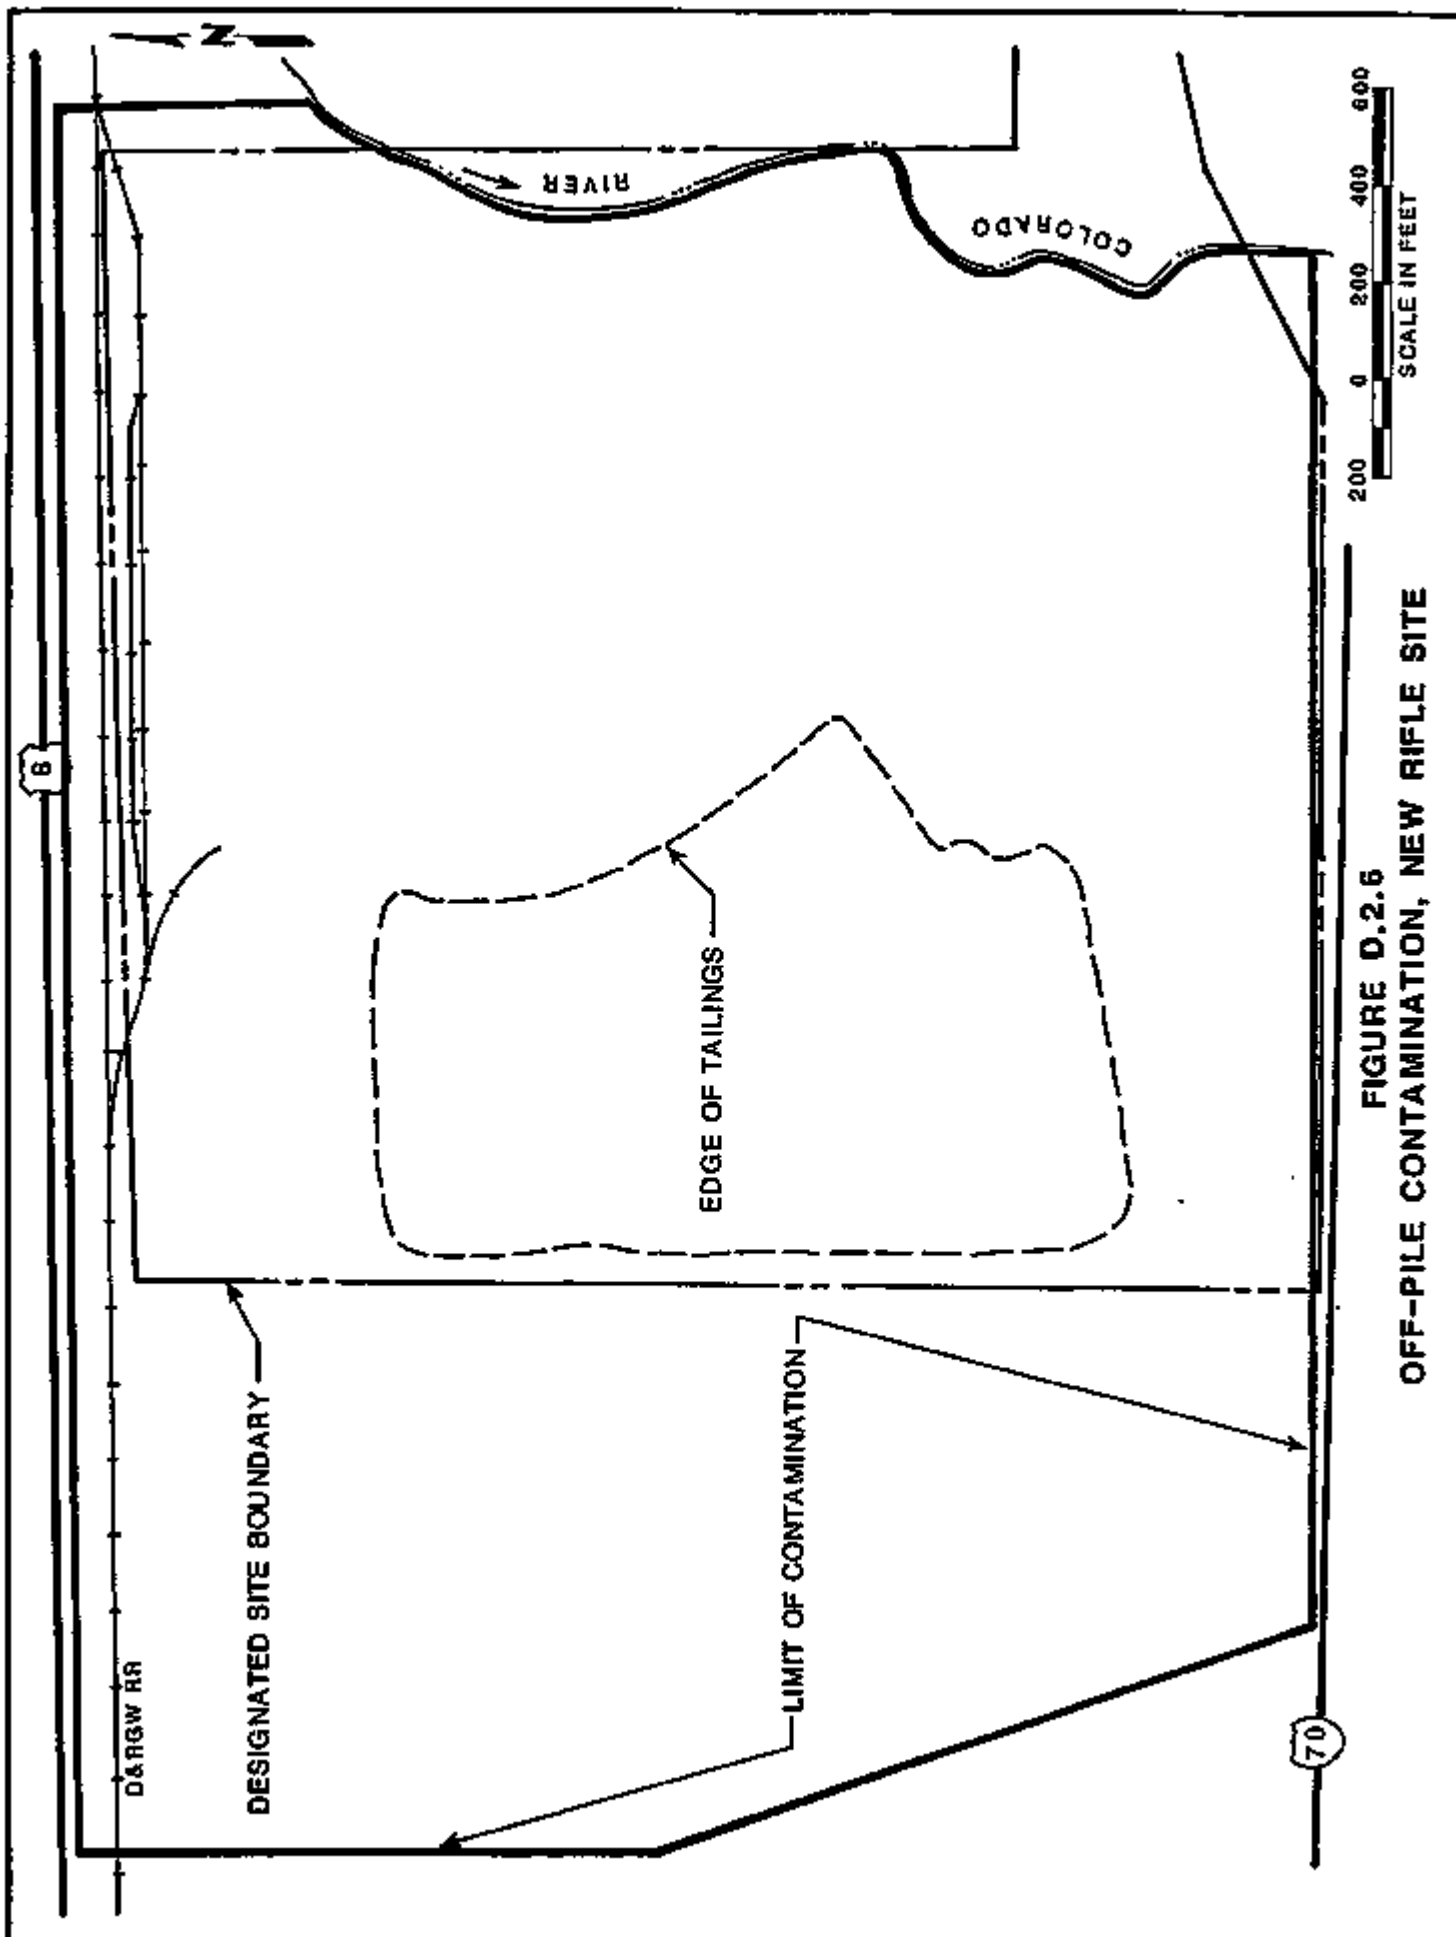 N
6
RIVER
COLORADO
D&RGW RR
DESIGNATED SITE BOUNDARY
EDGE OF TAILINGS
LIMIT OF CONTAMINATION
70
200 0 200 400 600
SCALE IN FEET
FIGURE D.2.6
OFF-PILE CONTAMINATION, NEW RIFLE SITE